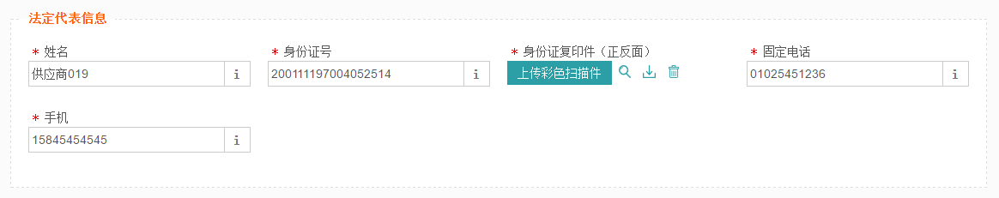 法定代表信息
* 姓名 * 身份证号 * 身份证复印件（正反面） * 固定电话
供应商019 i 200111197004052514 i 上传彩色扫描件 01025451236 i
* 手机
15845454545 i